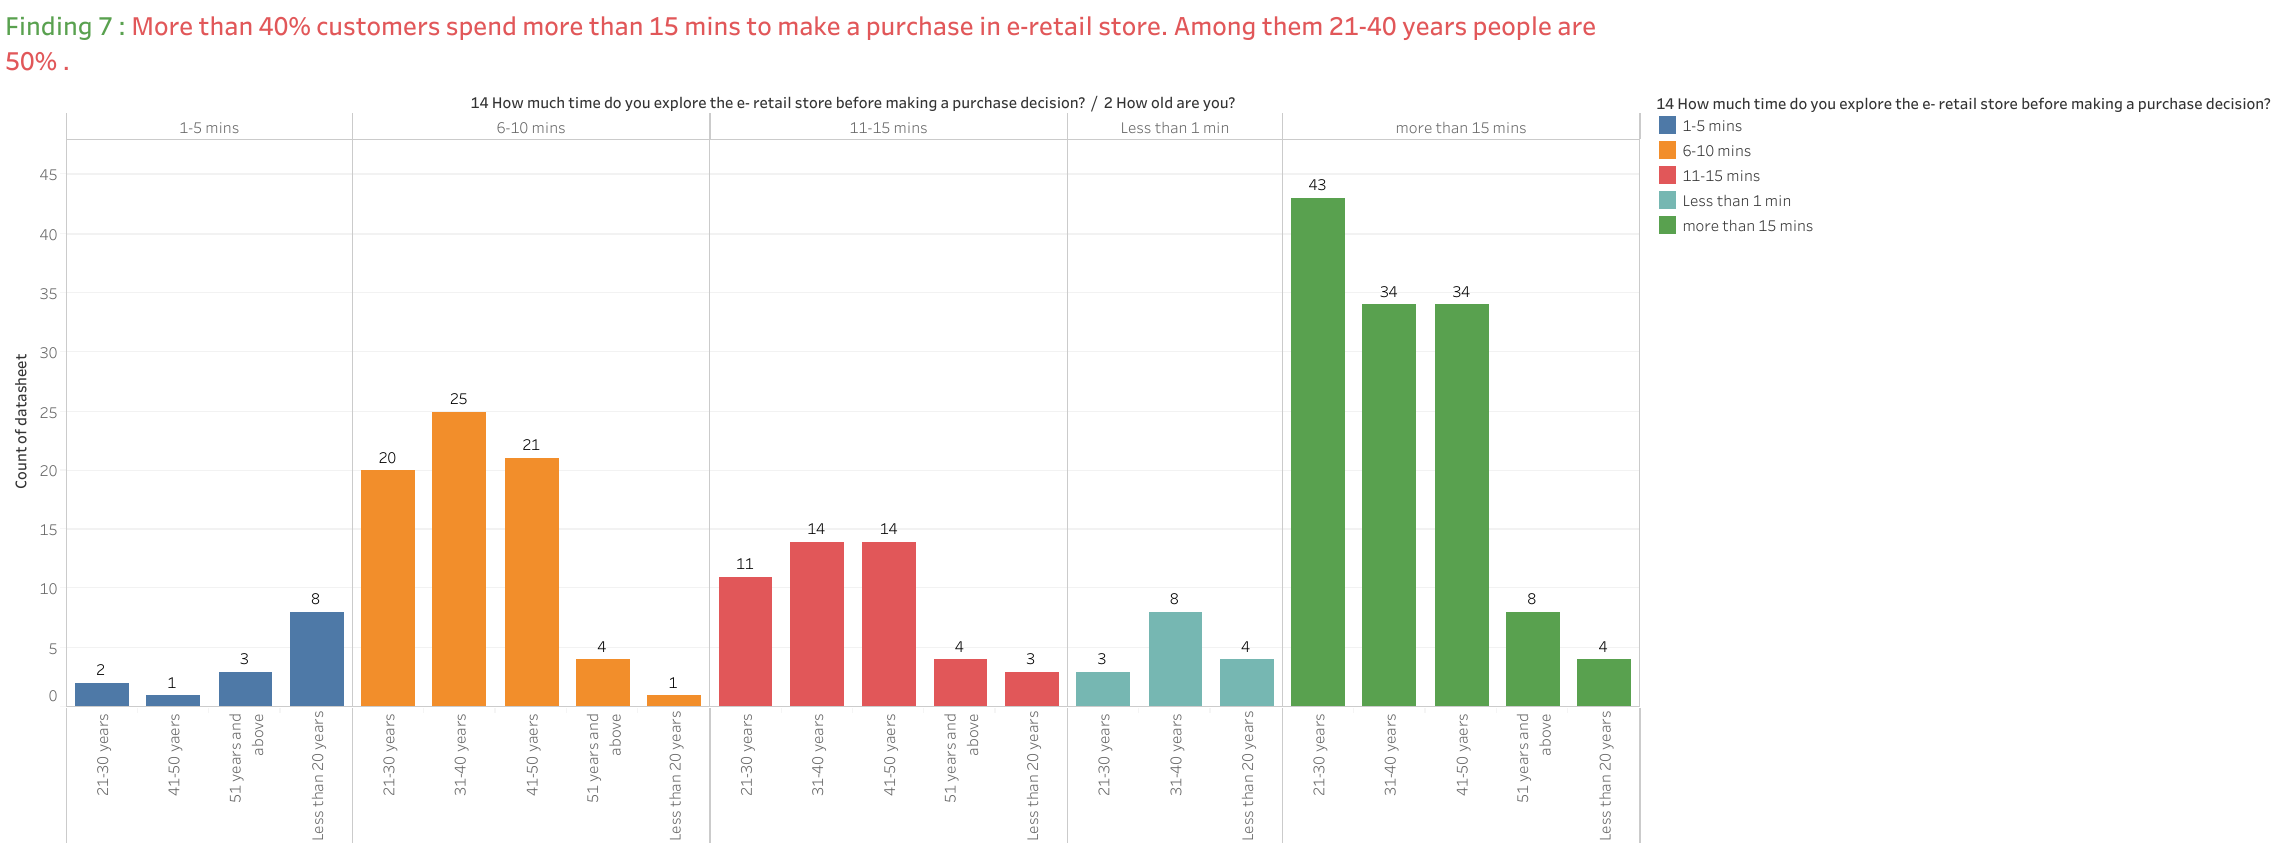 Finding 7 : More than 40% customers spend more than 15 mins to make a purchase in e-retail store. Among them 21-40 years people are
50% .
14 How much time do you explore the e- retail store before making a purchase decision? / 2 How old are you?
1-5 mins
6-10 mins
11-15 mins
Less than 1 min
more than 15 mins
Count of datasheet
45
40
35
30
25
20
15
10
5
0
2
1
3
8
20
25
21
4
1
11
14
14
4
3
3
8
4
43
34
34
8
4
21-30 years
41-50 yaers
51 years and
above
Less than 20 years
21-30 years
31-40 years
41-50 yaers
51 years and
above
Less than 20 years
21-30 years
31-40 years
41-50 yaers
51 years and
above
Less than 20 years
21-30 years
31-40 years
Less than 20 years
21-30 years
31-40 years
41-50 yaers
51 years and
above
Less than 20 years
14 How much time do you explore the e- retail store before making a purchase decision?
1-5 mins
6-10 mins
11-15 mins
Less than 1 min
more than 15 mins